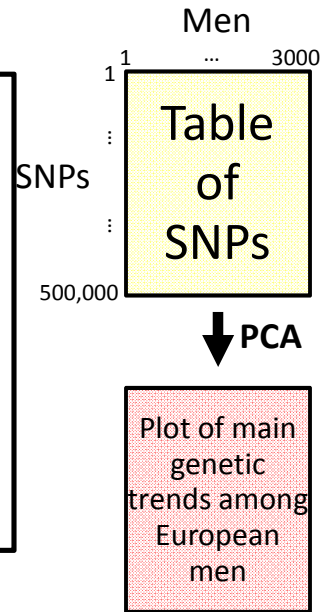 Men
1 ... 3000
1
...
SNPs
...
500,000
Table
of
SNPs
PCA
Plot of main
genetic
trends among
European
men